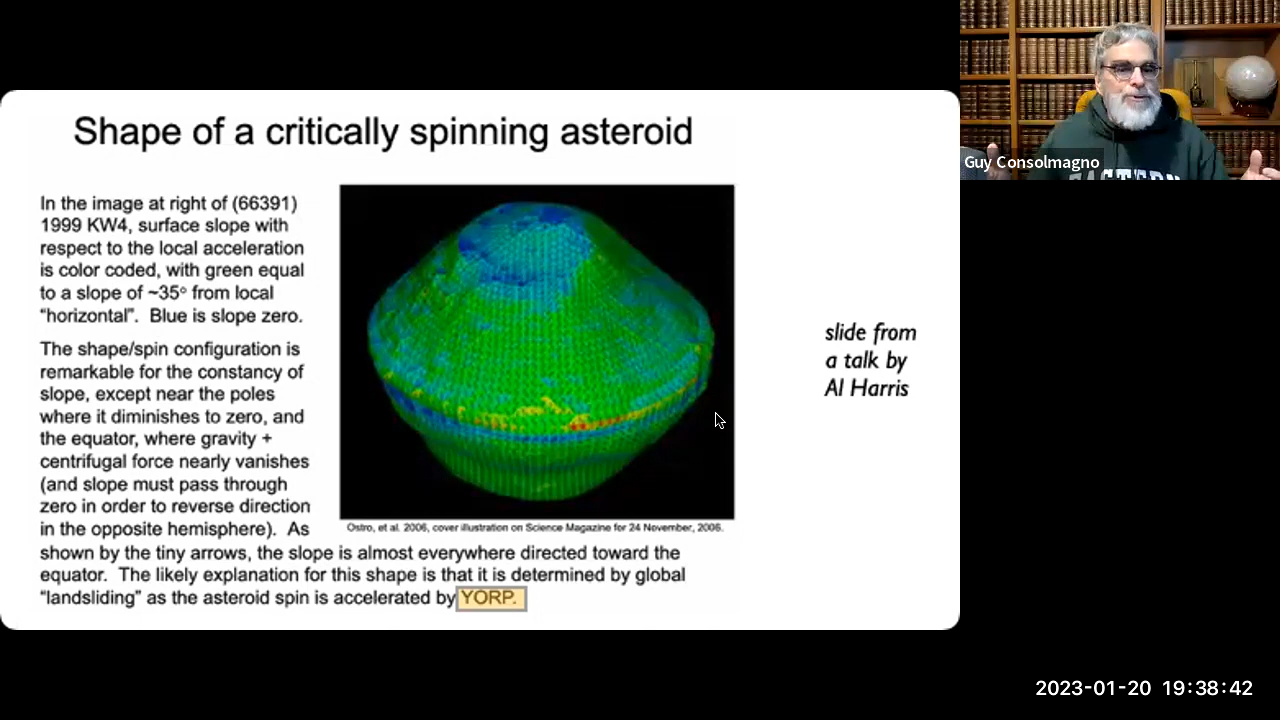 Shape of a critically spinning asteroid
In the image at right of (66391)
1999 KW4, surface slope with
respect to the local acceleration
is color coded, with green equal
to a slope of ~35° from local
“horizontal”. Blue is slope zero.
The shape/spin configuration is
remarkable for the constancy of
slope, except near the poles
where it diminishes to zero, and
the equator, where gravity +
centrifugal force nearly vanishes
(and slope must pass through
zero in order to reverse direction
in the opposite hemisphere). As
shown by the tiny arrows, the slope is almost everywhere directed toward the
equator. The likely explanation for this shape is that it is determined by global
“landsliding” as the asteroid spin is accelerated by YORP.
Ostro, et al. 2006, cover illustration on Science Magazine for 24 November, 2006.
slide from
a talk by
Al Harris
Guy Consolmagno
EASTERN
2023-01-20 19:38:42